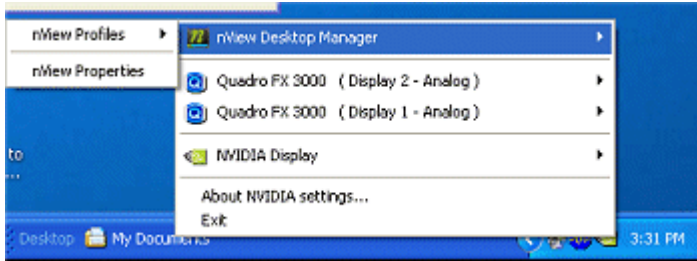 nView Profiles
nView Properties
nView Desktop Manager
Quadro FX 3000 ( Display 2 - Analog )
Quadro FX 3000 ( Display 1 - Analog )
NVIDIA Display
About NVIDIA settings...
Exit
to
...
Desktop My Documents 3:31 PM